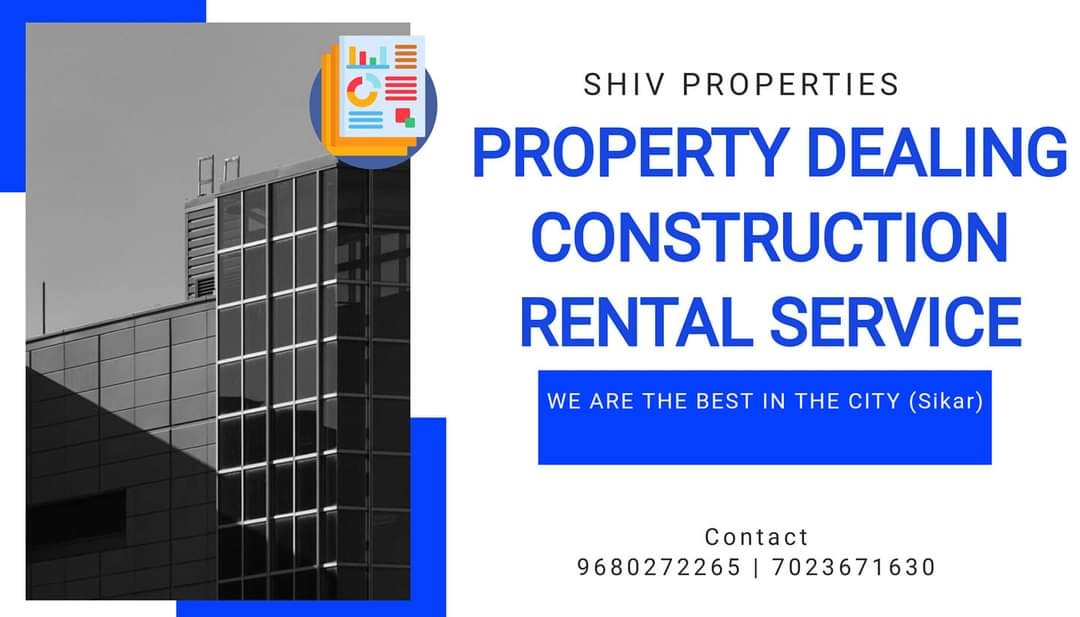 SHIV PROPERTIES
PROPERTY DEALING
CONSTRUCTION
RENTAL SERVICE
WE ARE THE BEST IN THE CITY (Sikar)
Contact
9680272265 | 7023671630